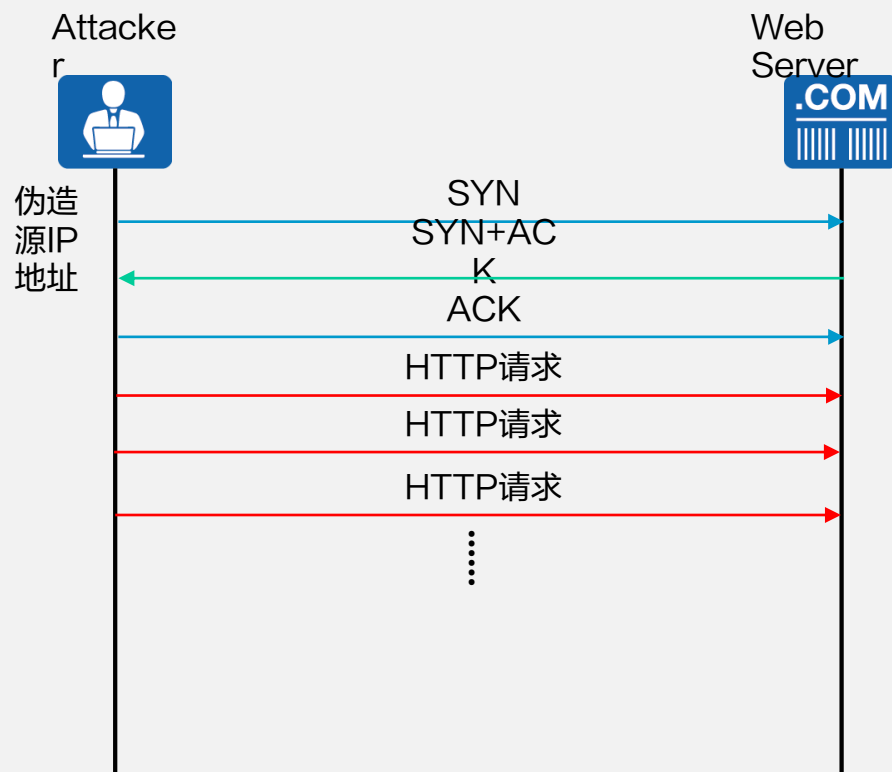 Attacke
r
Web
Server
.COM
伪造
源IP
地址
SYN
SYN+AC
K
ACK
HTTP请求
HTTP请求
HTTP请求